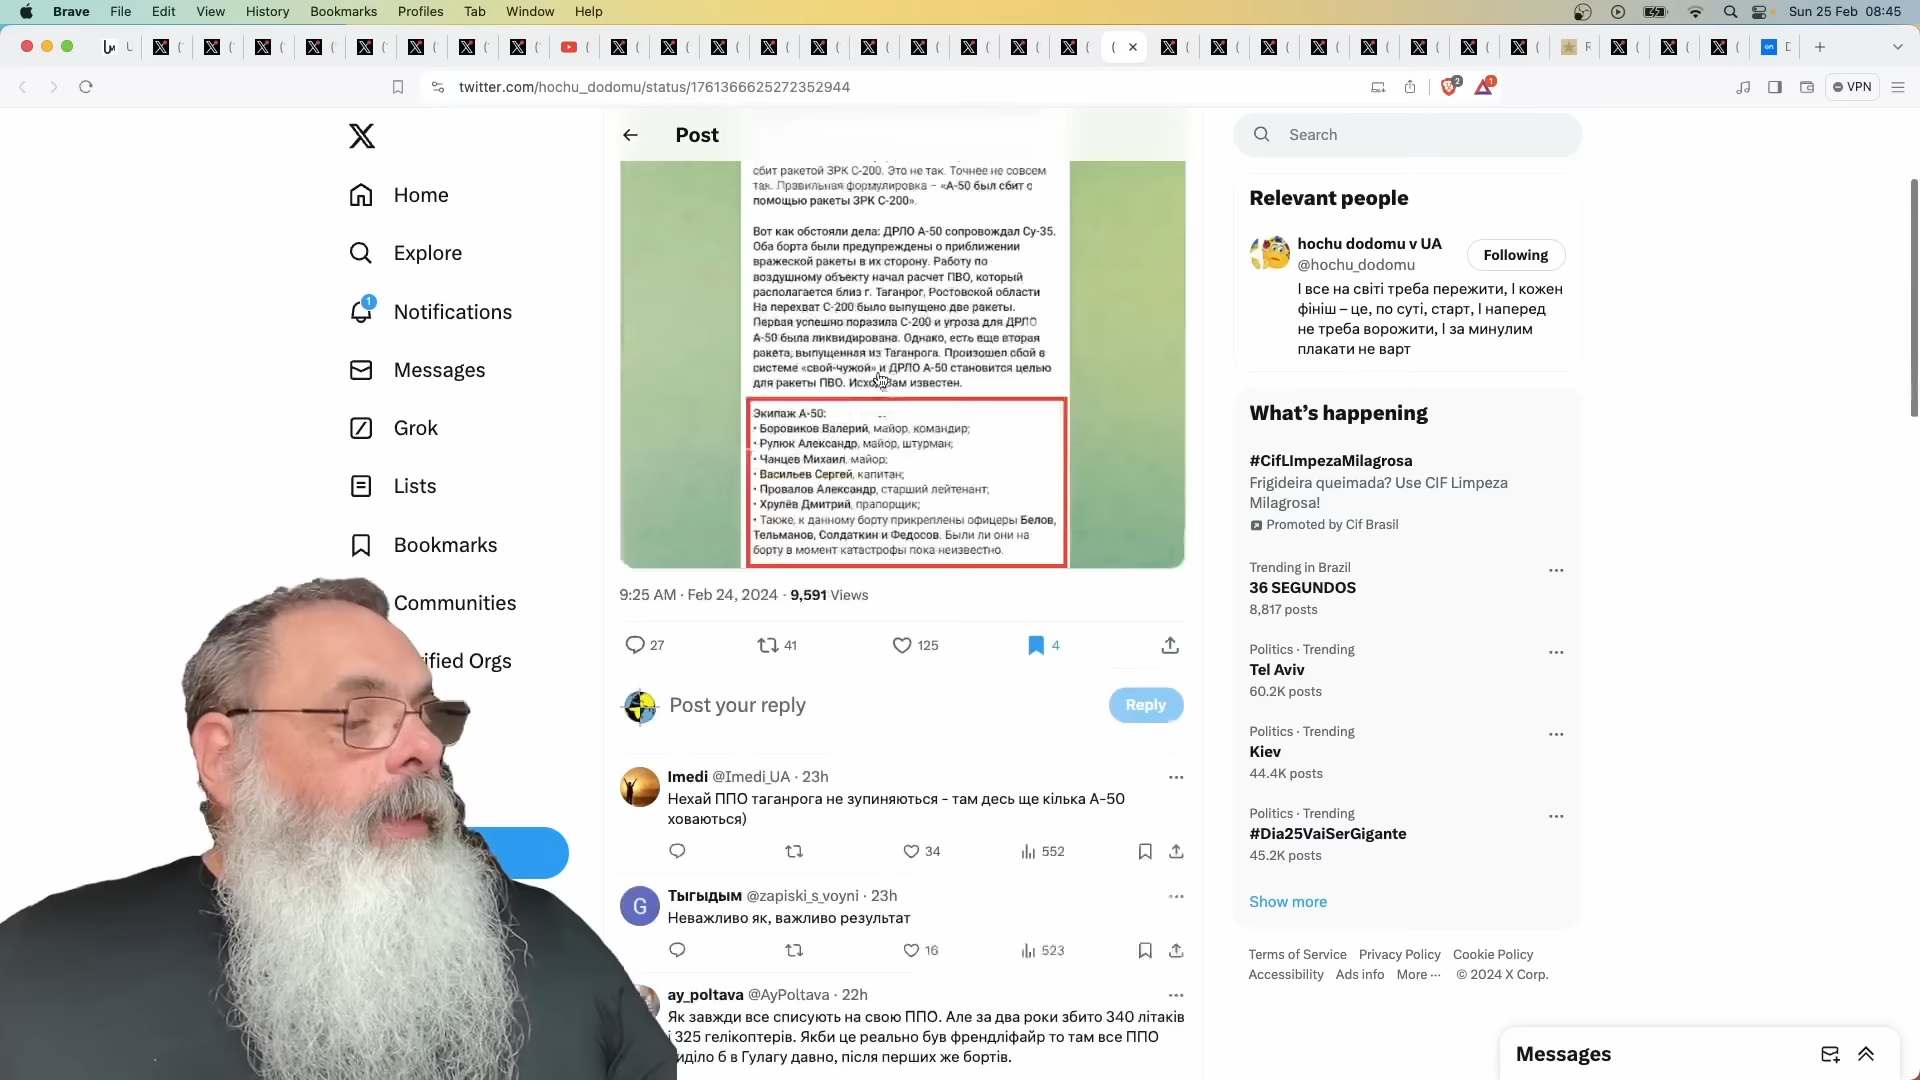 Brave File Edit View History Bookmarks Profiles Tab Window Help Sun 25 Feb 08:45
twitter.com/hochu_dodomu/status/1761366625272352944
2
1
VPN
Home
Explore
1
Notifications
Messages
Grok
Lists
Bookmarks
Communities
ified Orgs
Post
сбит ракетой ЗРК С-200. Это не так. Точнее не совсем
так. Правильная формулировка – «А-50 был сбит с
помощью ракеты ЗРК С-200».
Вот как обстояли дела: ДРЛО А-50 сопровождал Су-35.
Оба борта были предупреждены о приближении
вражеской ракеты в их сторону. Работу по
воздушному объекту начал расчет ПВО, который
располагается близ г. Таганрог, Ростовской области
На перехват С-200 было выпущено две ракеты.
Первая успешно поразила С-200 и угроза для ДРЛО
А-50 была ликвидирована. Однако, есть еще вторая
ракета, выпущенная из Таганрога. Произошел сбой в
системе «свой-чужой» и ДРЛО А-50 становится целью
для ракеты ПВО. Исход Вам известен.
Экипаж А-50:
• Боровиков Валерий, майор, командир;
• Рулюк Александр, майор, штурман;
• Чанцев Михаил, майор;
• Васильев Сергей, капитан;
• Провалов Александр, старший лейтенант;
• Хрулёв Дмитрий, прапорщик;
• Также, к данному борту прикреплены офицеры Белов,
Тельманов, Солдаткин и Федосов. Были ли они на
борту в момент катастрофы пока неизвестно.
9:25 AM · Feb 24, 2024 · 9,591 Views
27 41 125 4
Post your reply
Reply
Imedi @Imedi_UA · 23h
Нехай ППО таганрога не зупиняються - там десь ще кілька А-50
ховаються)
34 552
G
Тыгыдым @zapiski_s_voyni · 23h
Неважливо як, важливо результат
16 523
ay_poltava @AyPoltava · 22h
Як завжди все списують на свою ППО. Але за два роки збито 340 літаків
і 325 гелікоптерів. Якби це реально був френдліфайр то там все ППО
иділо б в Гулагу давно, після перших же бортів.
Search
Relevant people
hochu dodomu v UA
@hochu_dodomu
Following
І все на світі треба пережити, І кожен
фініш – це, по суті, старт, І наперед
не треба ворожити, І за минулим
плакати не варт
What's happening
#CifLImpezaMilagrosa
Frigideira queimada? Use CIF Limpeza
Milagrosa!
Promoted by Cif Brasil
Trending in Brazil
36 SEGUNDOS
8,817 posts
Politics · Trending
Tel Aviv
60.2K posts
Politics · Trending
Kiev
44.4K posts
Politics · Trending
#Dia25VaiSerGigante
45.2K posts
Show more
Terms of Service Privacy Policy Cookie Policy
Accessibility Ads info More ··· © 2024 X Corp.
Messages